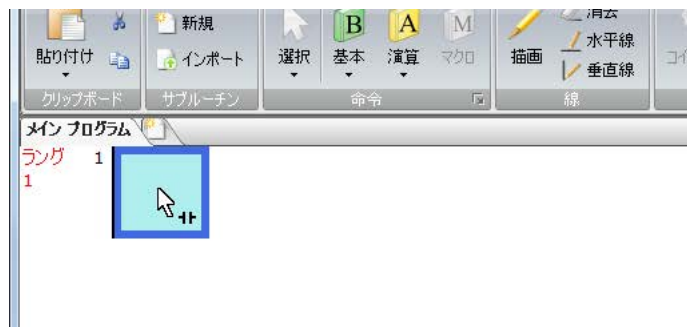 消去
新規
B A M
水平線
貼り付け
インポート
選択 基本 演算 マクロ
描画
垂直線
コイ
クリップボード サブルーチン 命令 線
メイン プログラム
ラング 1
1